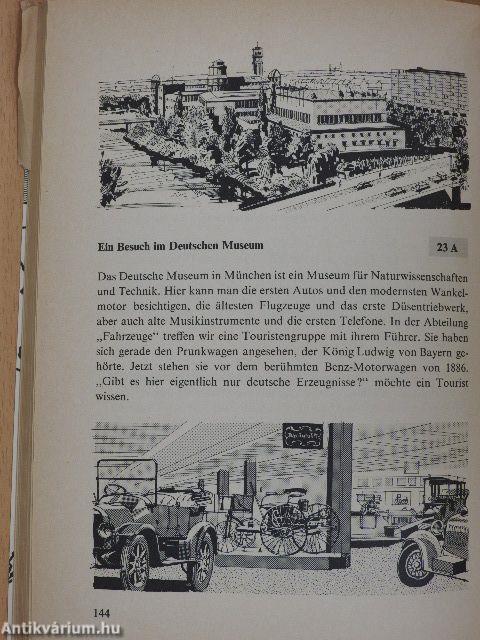 Ein Besuch im Deutschen Museum
23 A
Das Deutsche Museum in München ist ein Museum für Naturwissenschaften
und Technik. Hier kann man die ersten Autos und den modernsten Wankel-
motor besichtigen, die ältesten Flugzeuge und das erste Düsentriebwerk,
aber auch alte Musikinstrumente und die ersten Telefone. In der Abteilung
„Fahrzeuge“ treffen wir eine Touristengruppe mit ihrem Führer. Sie haben
sich gerade den Prunkwagen angesehen, der König Ludwig von Bayern ge-
hörte. Jetzt stehen sie vor dem berühmten Benz-Motorwagen von 1886.
„Gibt es hier eigentlich nur deutsche Erzeugnisse?“ möchte ein Tourist
wissen.
144
Antikvárium.hu